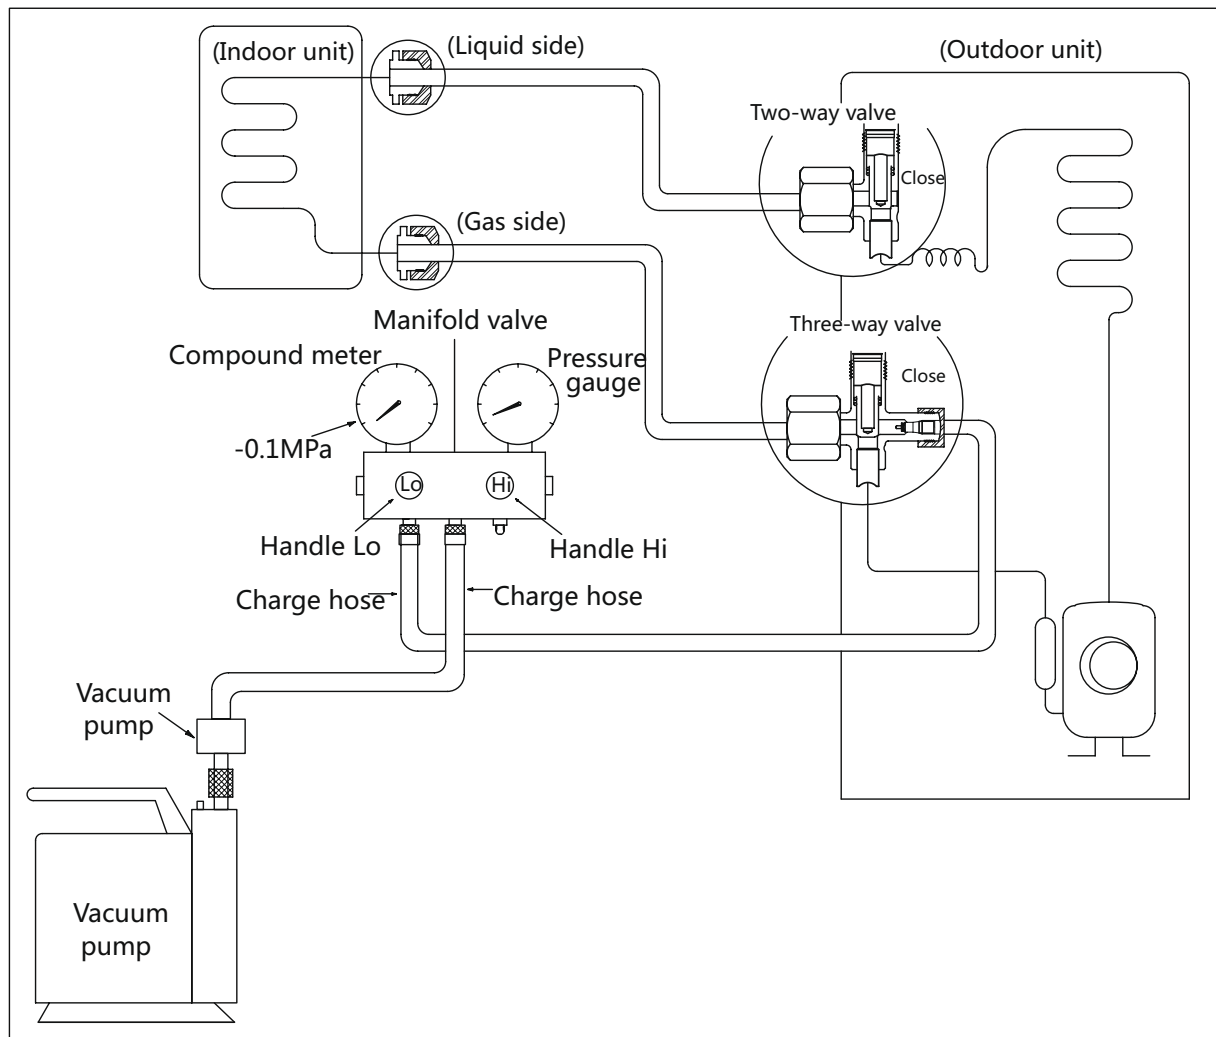 (Indoor unit)
(Liquid side)
(Outdoor unit)
Two-way valve
Close
(Gas side)
Manifold valve
Three-way valve
Compound meter
Pressure
gauge
Close
-0.1MPa
Lo
Hi
Handle Lo
Handle Hi
Charge hose
Charge hose
Vacuum
pump
Vacuum
pump